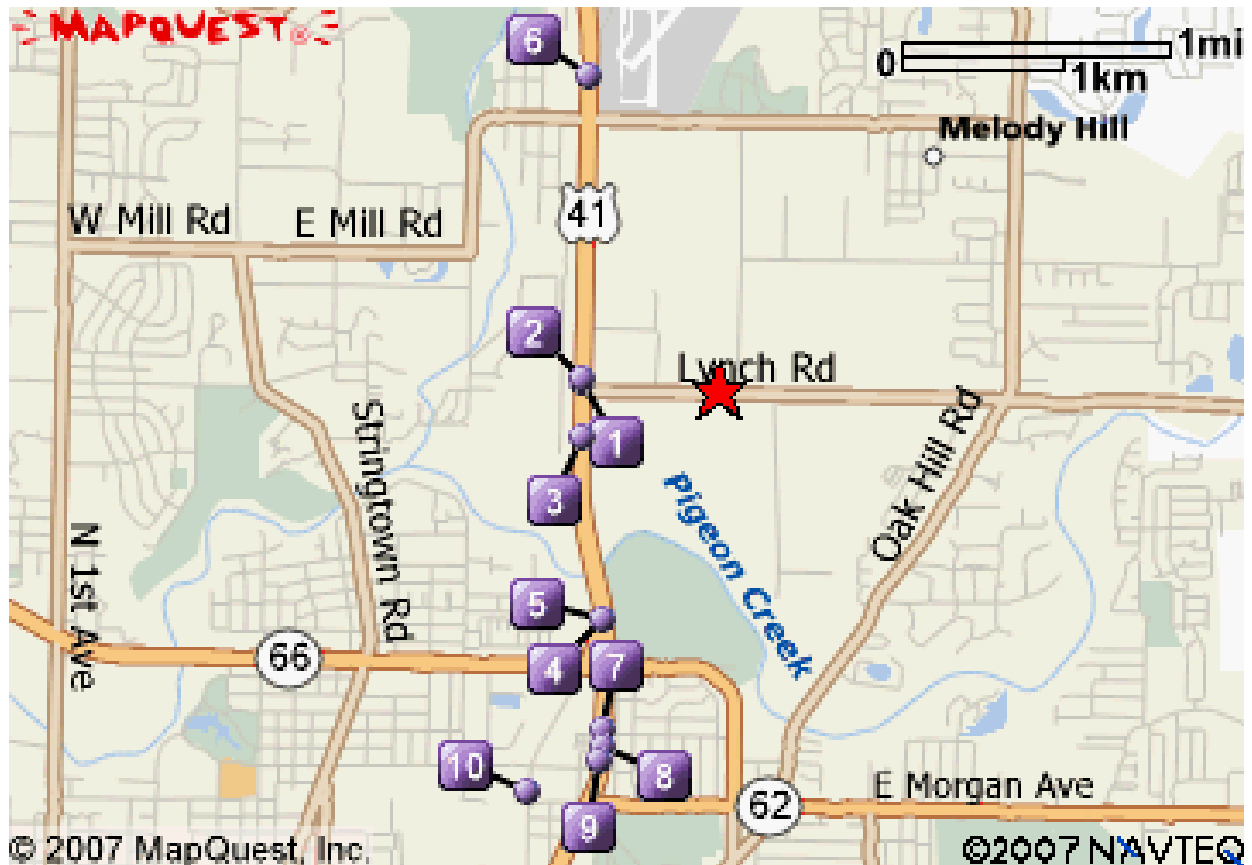 MAPQUEST®
6
1mi
0
1km
Melody Hill
41
W Mill Rd
E Mill Rd
2
Lynch Rd
1
3
Stringtown Rd
Oak Hill Rd
Pigeon Creek
N 1st Ave
5
7
4
66
10
8
E Morgan Ave
62
9
© 2007 MapQuest, Inc.
©2007 NAVTEQ